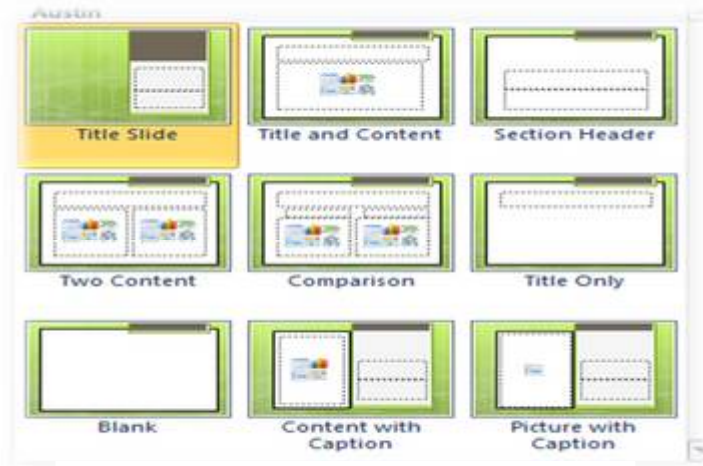 Austin
Title Slide
Title and Content
Section Header
Two Content
Comparison
Title Only
Blank
Content with
Caption
Picture with
Caption